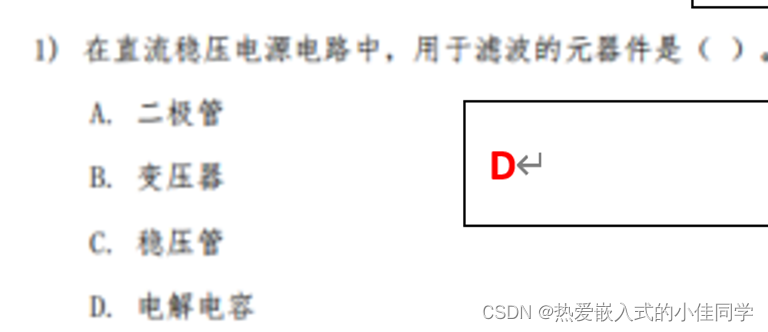 1） 在直流稳压电源电路中，用于滤波的元器件是（ ）。
A. 二极管
B. 变压器
D↵
C. 稳压管
D. 电解电容
CSDN @热爱嵌入式的小佳同学